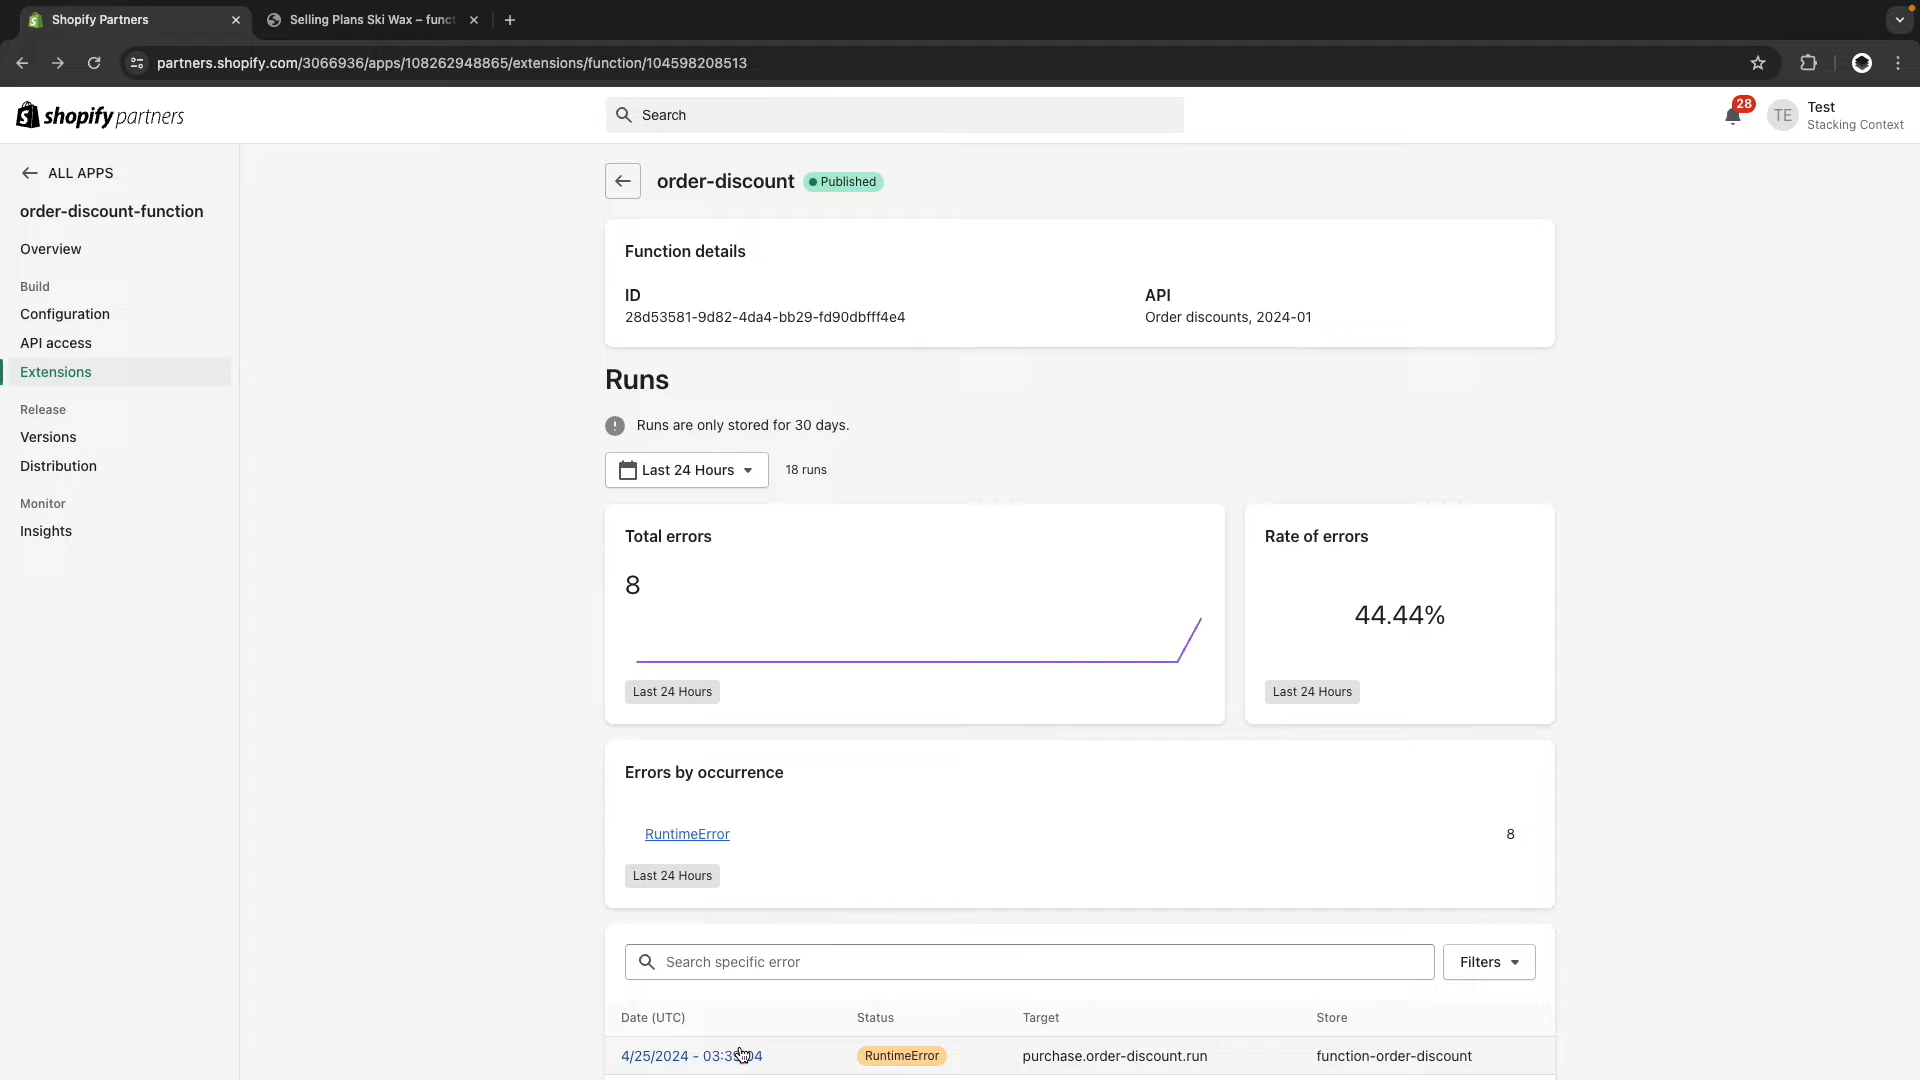 Shopify Partners
Selling Plans Ski Wax – funct
partners.shopify.com/3066936/apps/108262948865/extensions/function/104598208513
shopify partners
Search
28
TE
Test
Stacking Context
ALL APPS
order-discount-function
Overview
Build
Configuration
API access
Extensions
Release
Versions
Distribution
Monitor
Insights
order-discount
Published
Function details
ID
28d53581-9d82-4da4-bb29-fd90dbfff4e4
API
Order discounts, 2024-01
Runs
Runs are only stored for 30 days.
Last 24 Hours
18 runs
Total errors
8
Last 24 Hours
Rate of errors
44.44%
Last 24 Hours
Errors by occurrence
RuntimeError
8
Last 24 Hours
Search specific error
Filters
Date (UTC)
Status
Target
Store
4/25/2024 -
RuntimeError
purchase.order-discount.run
function-order-discount